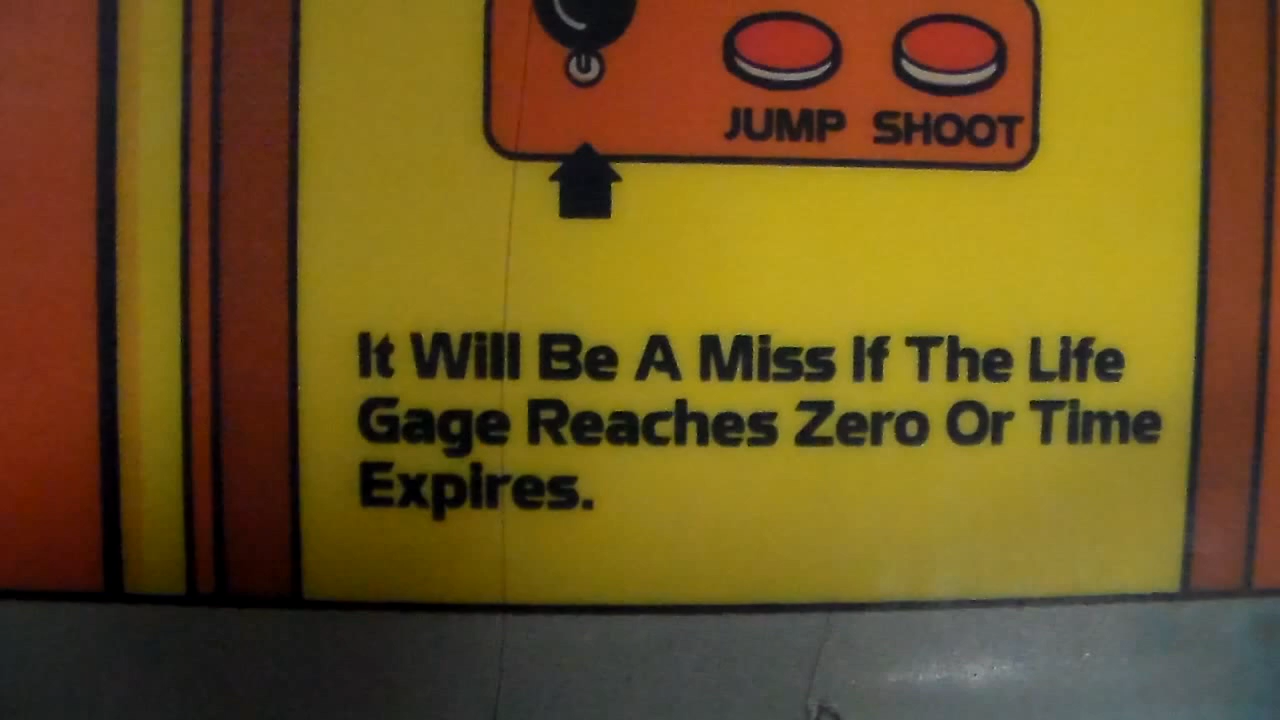 JUMP SHOOT
It Will Be A Miss If The Life
Gage Reaches Zero Or Time
Expires.